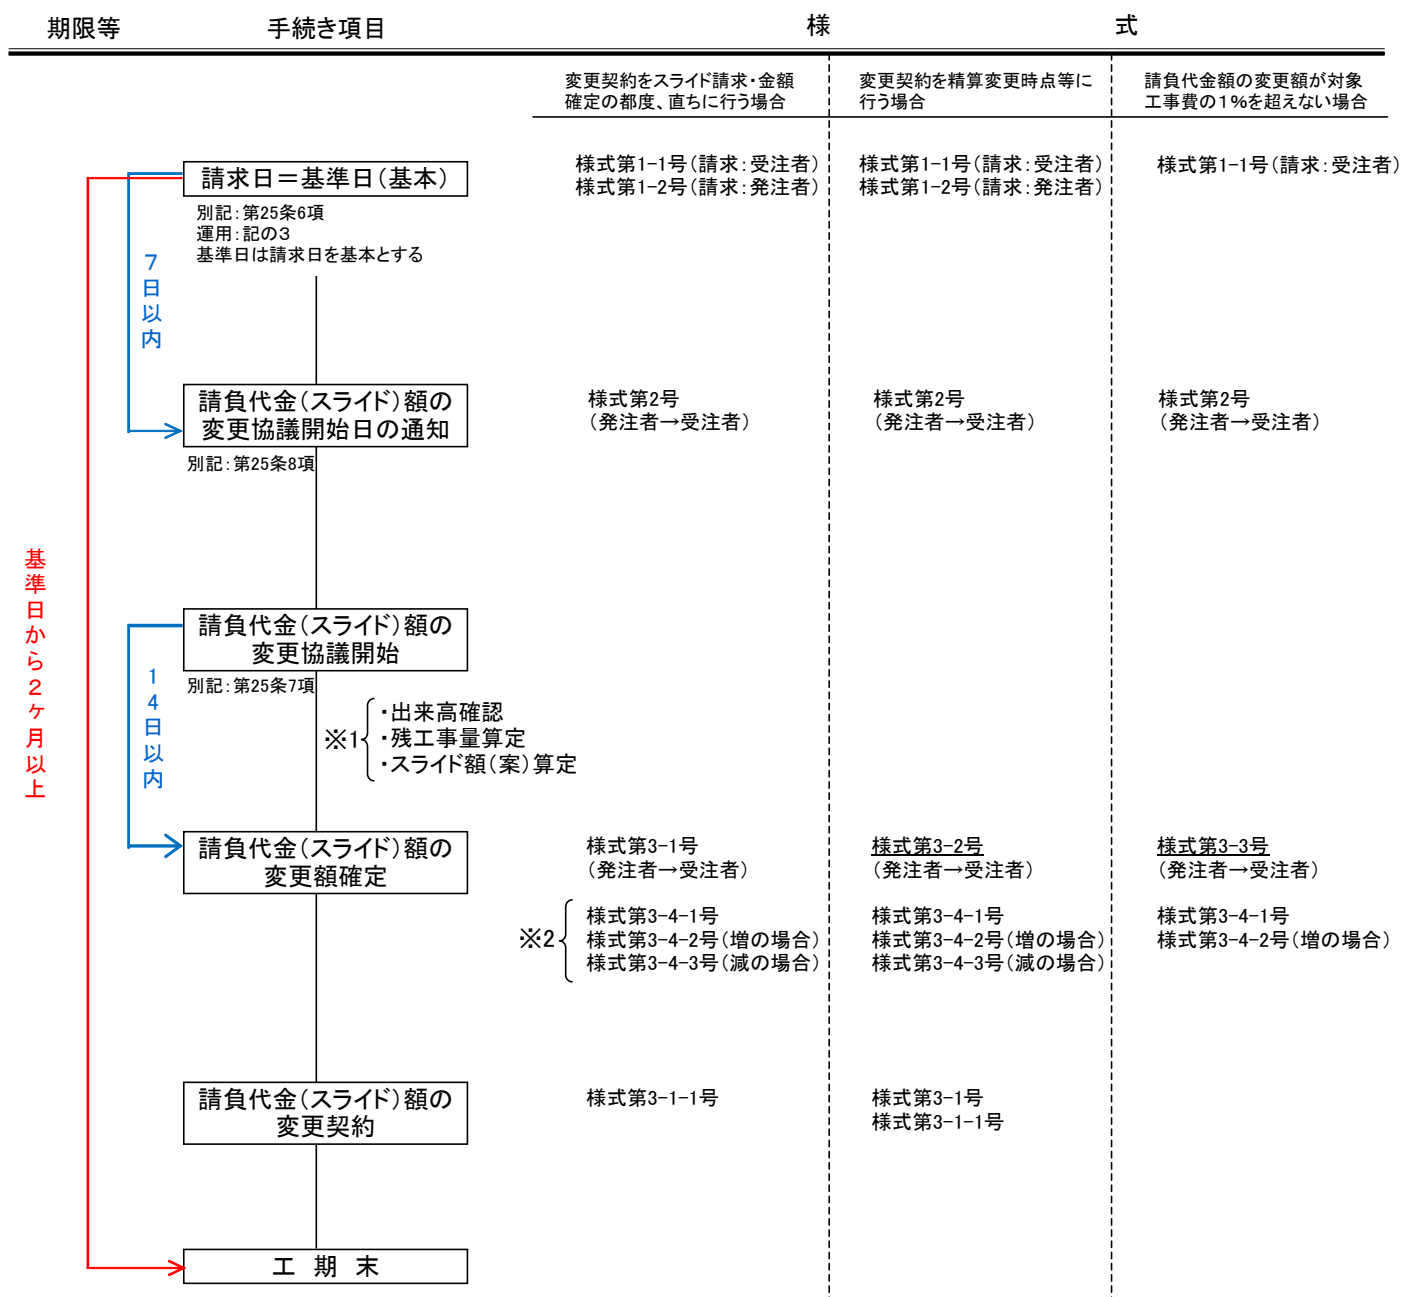 期限等
手続き項目
様式
変更契約をスライド請求・金額
確定の都度、直ちに行う場合
変更契約を精算変更時点等に
行う場合
請負代金額の変更額が対象
工事費の1%を超えない場合
請求日＝基準日（基本）
様式第1-1号（請求：受注者）
様式第1-2号（請求：発注者）
様式第1-1号（請求：受注者）
様式第1-2号（請求：発注者）
様式第1-1号（請求：受注者）
別記：第25条6項
運用：記の３
基準日は請求日を基本とする
７日以内
請負代金（スライド）額の
変更協議開始日の通知
様式第2号
（発注者→受注者）
様式第2号
（発注者→受注者）
様式第2号
（発注者→受注者）
別記：第25条8項
基準日から２ヶ月以上
請負代金（スライド）額の
変更協議開始
別記：第25条7項
14日以内
※1
・出来高確認
・残工事量算定
・スライド額（案）算定
請負代金（スライド）額の
変更額確定
様式第3-1号
（発注者→受注者）
様式第3-2号
（発注者→受注者）
様式第3-3号
（発注者→受注者）
※2
様式第3-4-1号
様式第3-4-2号（増の場合）
様式第3-4-3号（減の場合）
様式第3-4-1号
様式第3-4-2号（増の場合）
様式第3-4-3号（減の場合）
様式第3-4-1号
様式第3-4-2号（増の場合）
請負代金（スライド）額の
変更契約
様式第3-1-1号
様式第3-1号
様式第3-1-1号
工期末